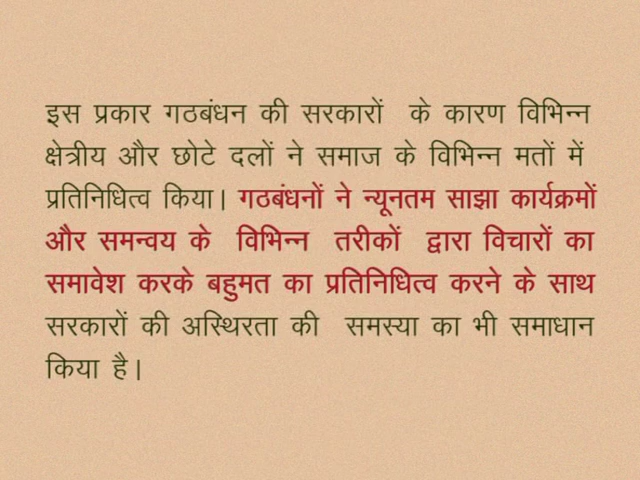 इस प्रकार गठबंधन की सरकारों के कारण विभिन्न
क्षेत्रीय और छोटे दलों ने समाज के विभिन्न मतों में
प्रतिनिधित्व किया। गठबंधनों ने न्यूनतम साझा कार्यक्रमों
और समन्वय के विभिन्न तरीकों द्वारा विचारों का
समावेश करके बहुमत का प्रतिनिधित्व करने के साथ
सरकारों की अस्थिरता की समस्या का भी समाधान
किया है।